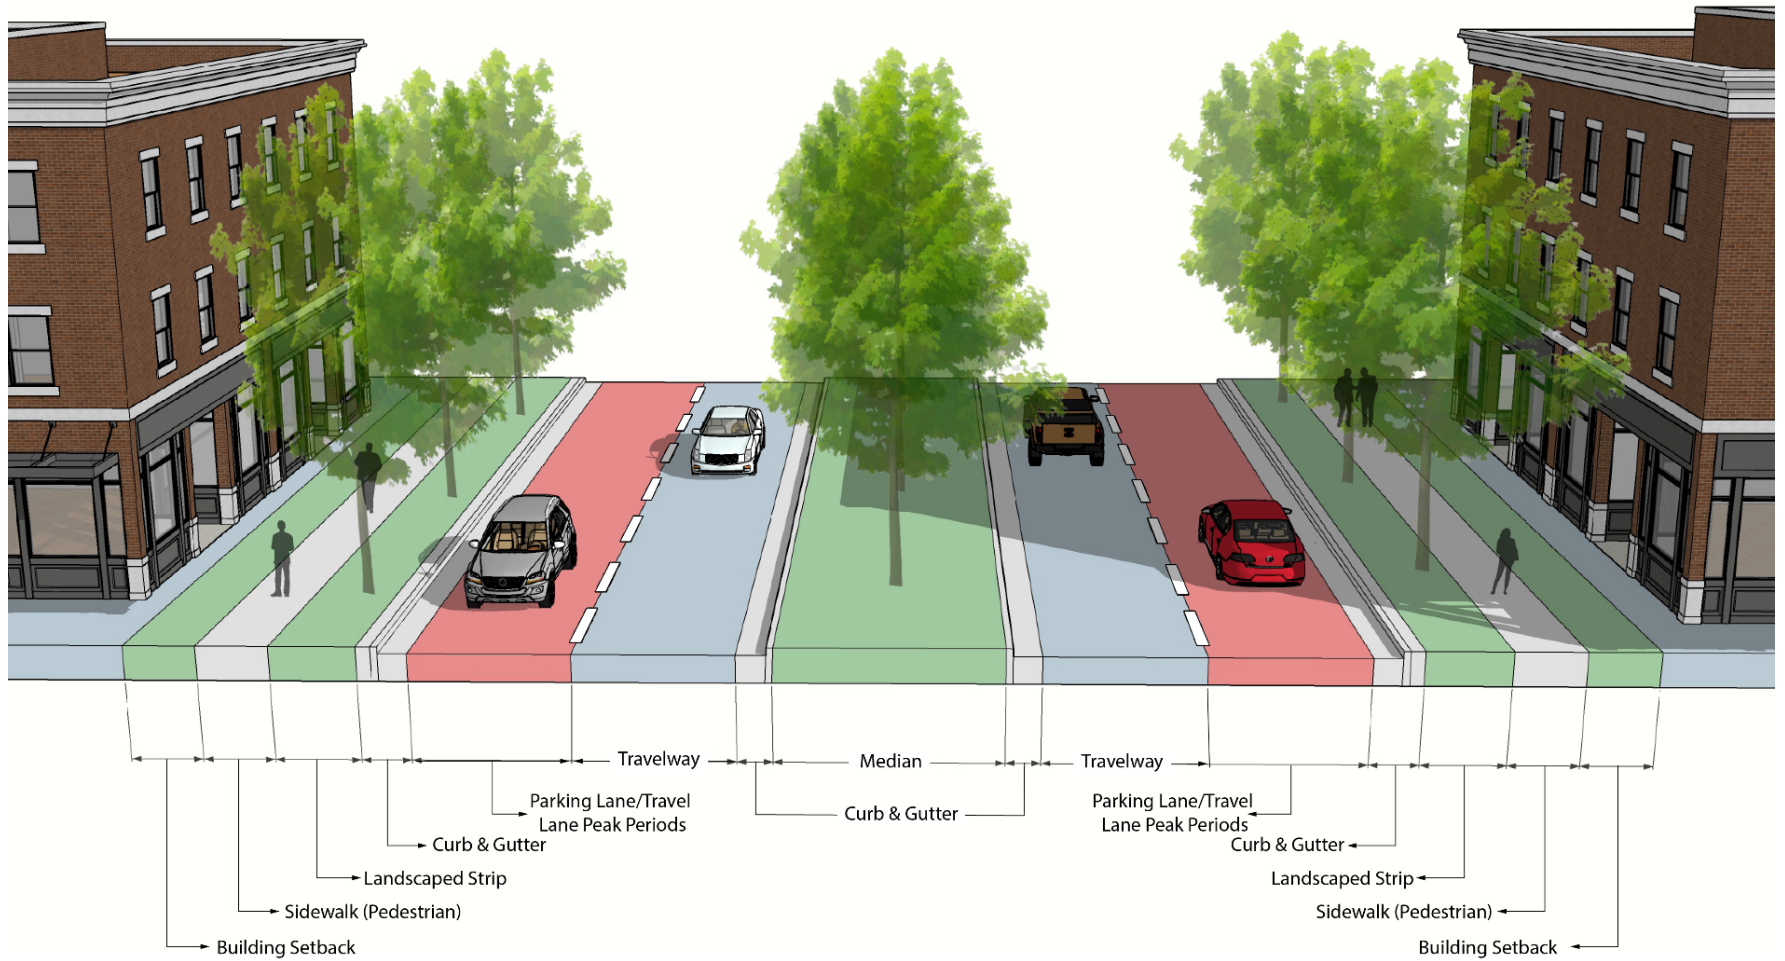 Travelway
Median
Travelway
Parking Lane/Travel
Lane Peak Periods
Curb & Gutter
Parking Lane/Travel
Lane Peak Periods
Curb & Gutter
Curb & Gutter
Landscaped Strip
Landscaped Strip
Sidewalk (Pedestrian)
Sidewalk (Pedestrian)
Building Setback
Building Setback